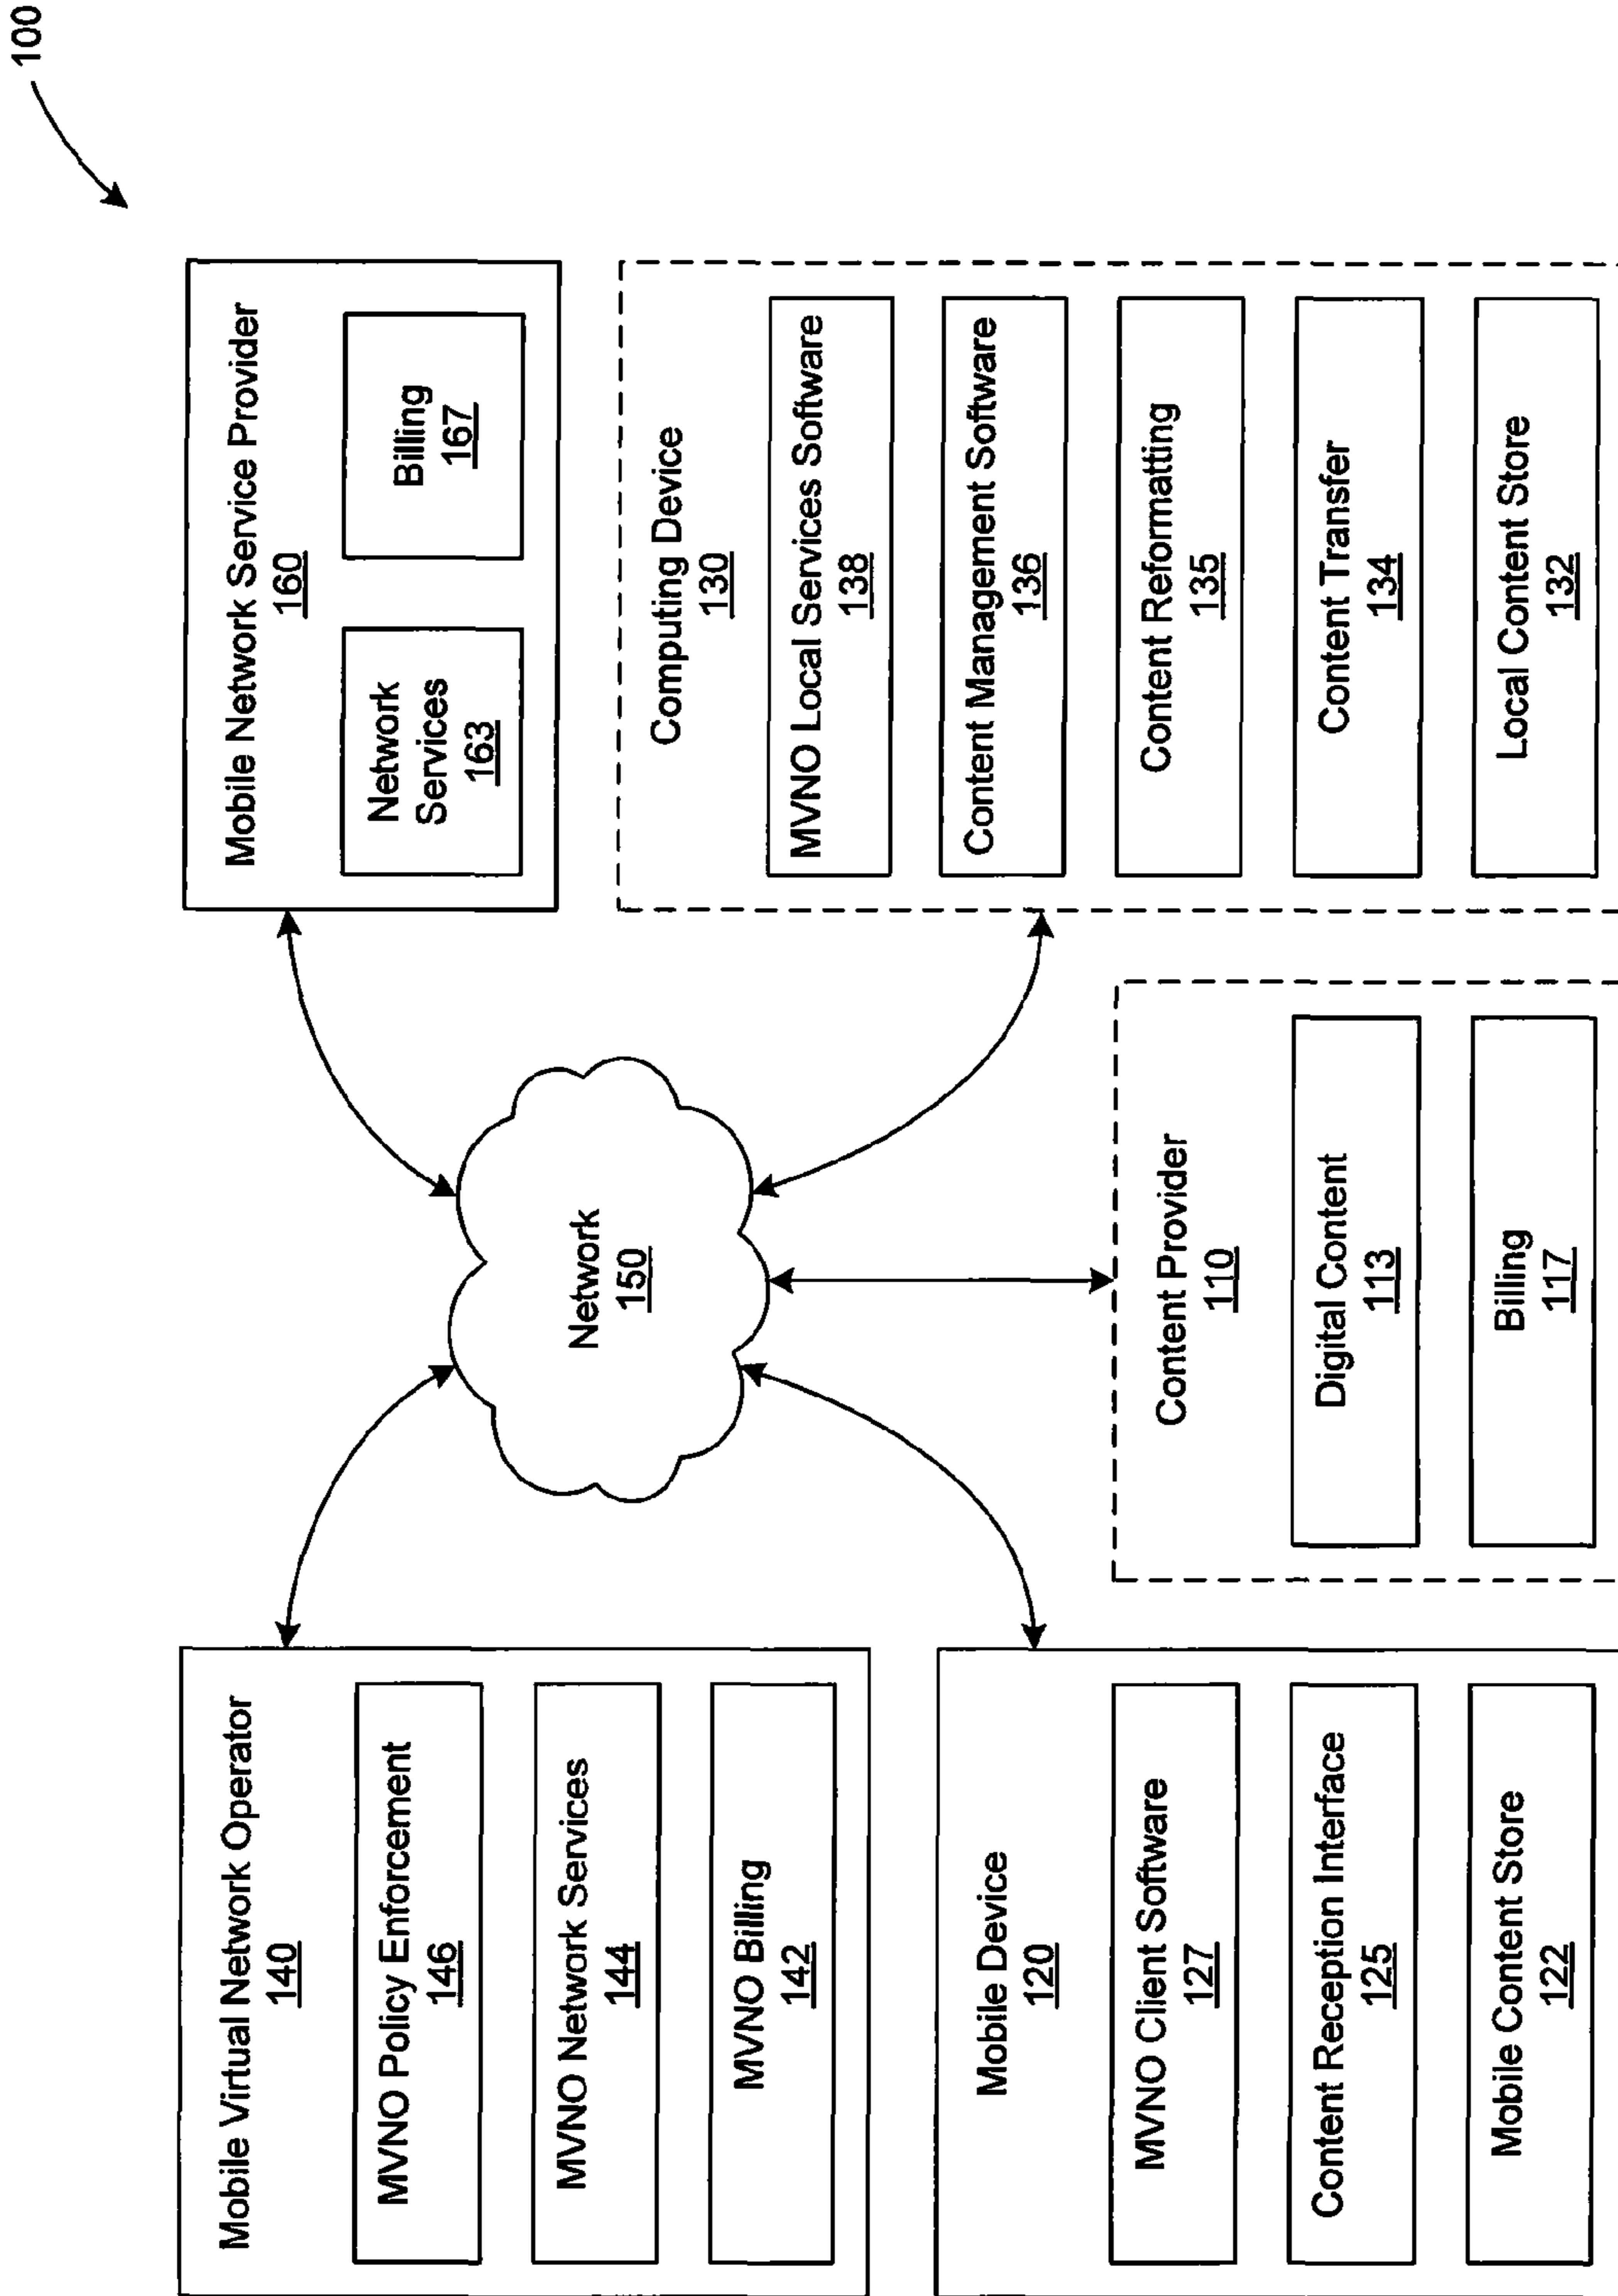 100
Mobile Virtual Network Operator
140
MVNO Policy Enforcement
146
MVNO Network Services
144
MVNO Billing
142
Mobile Network Service Provider
160
Network
Services
163
Billing
167
Network
150
Mobile Device
120
MVNO Client Software
127
Content Reception Interface
125
Mobile Content Store
122
Content Provider
110
Digital Content
113
Billing
117
Computing Device
130
MVNO Local Services Software
138
Content Management Software
136
Content Reformatting
135
Content Transfer
134
Local Content Store
132